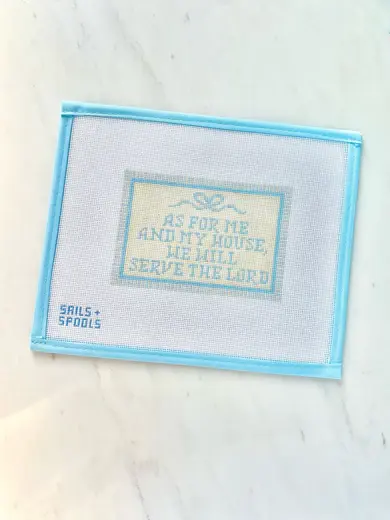 AS FOR ME
AND MY HOUSE,
WE WILL
SERVE THE LORD
SAILS +
SPOOLS